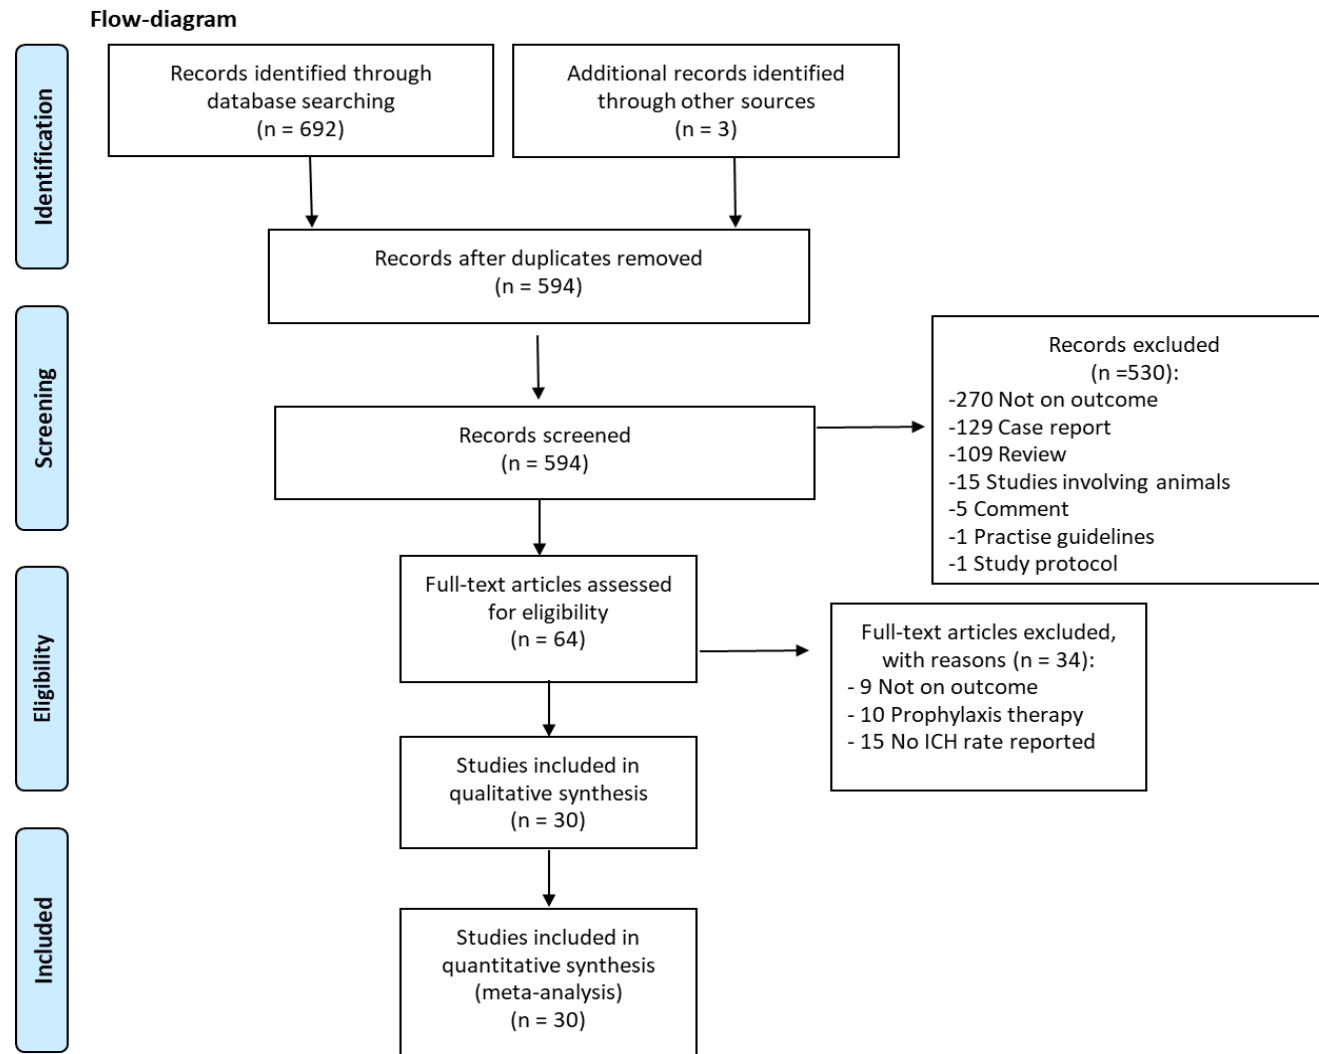 Flow-diagram
Identification
Records identified through
database searching
(n = 692)
Additional records identified
through other sources
(n = 3)
Records after duplicates removed
(n = 594)
Screening
Records screened
(n = 594)
Records excluded
(n =530):
-270 Not on outcome
-129 Case report
-109 Review
-15 Studies involving animals
-5 Comment
-1 Practise guidelines
-1 Study protocol
Eligibility
Full-text articles assessed
for eligibility
(n = 64)
Full-text articles excluded,
with reasons (n = 34):
- 9 Not on outcome
- 10 Prophylaxis therapy
- 15 No ICH rate reported
Studies included in
qualitative synthesis
(n = 30)
Included
Studies included in
quantitative synthesis
(meta-analysis)
(n = 30)